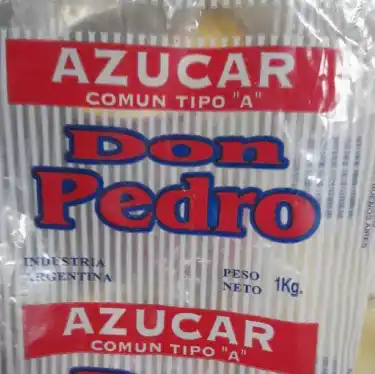 AZUCAR
COMUN TIPO "A"
Don
Pedro
INDUSTRIA
ARGENTINA
PESO
NETO 1Kg.
AZUCAR
COMUN TIPO "A"